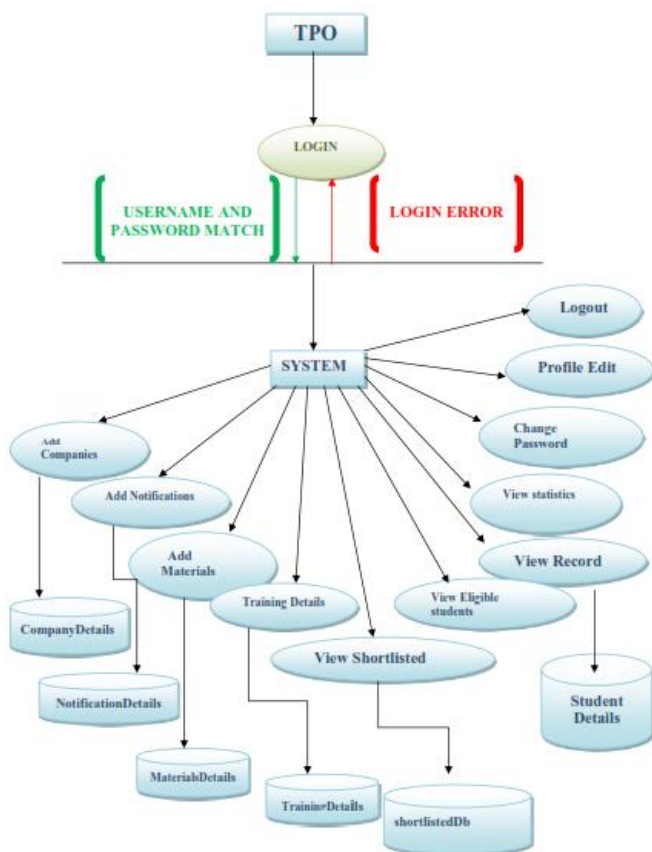 TPO
LOGIN
USERNAME AND
PASSWORD MATCH
LOGIN ERROR
Logout
SYSTEM
Profile Edit
Change
Password
Add
Companies
View statistics
Add Notifications
Add
Materials
View Record
Training Details
View Eligible
students
CompanyDetails
View Shortlisted
NotificationDetails
Student
Details
MaterialsDetails
TrainingDetails
shortlistedDb